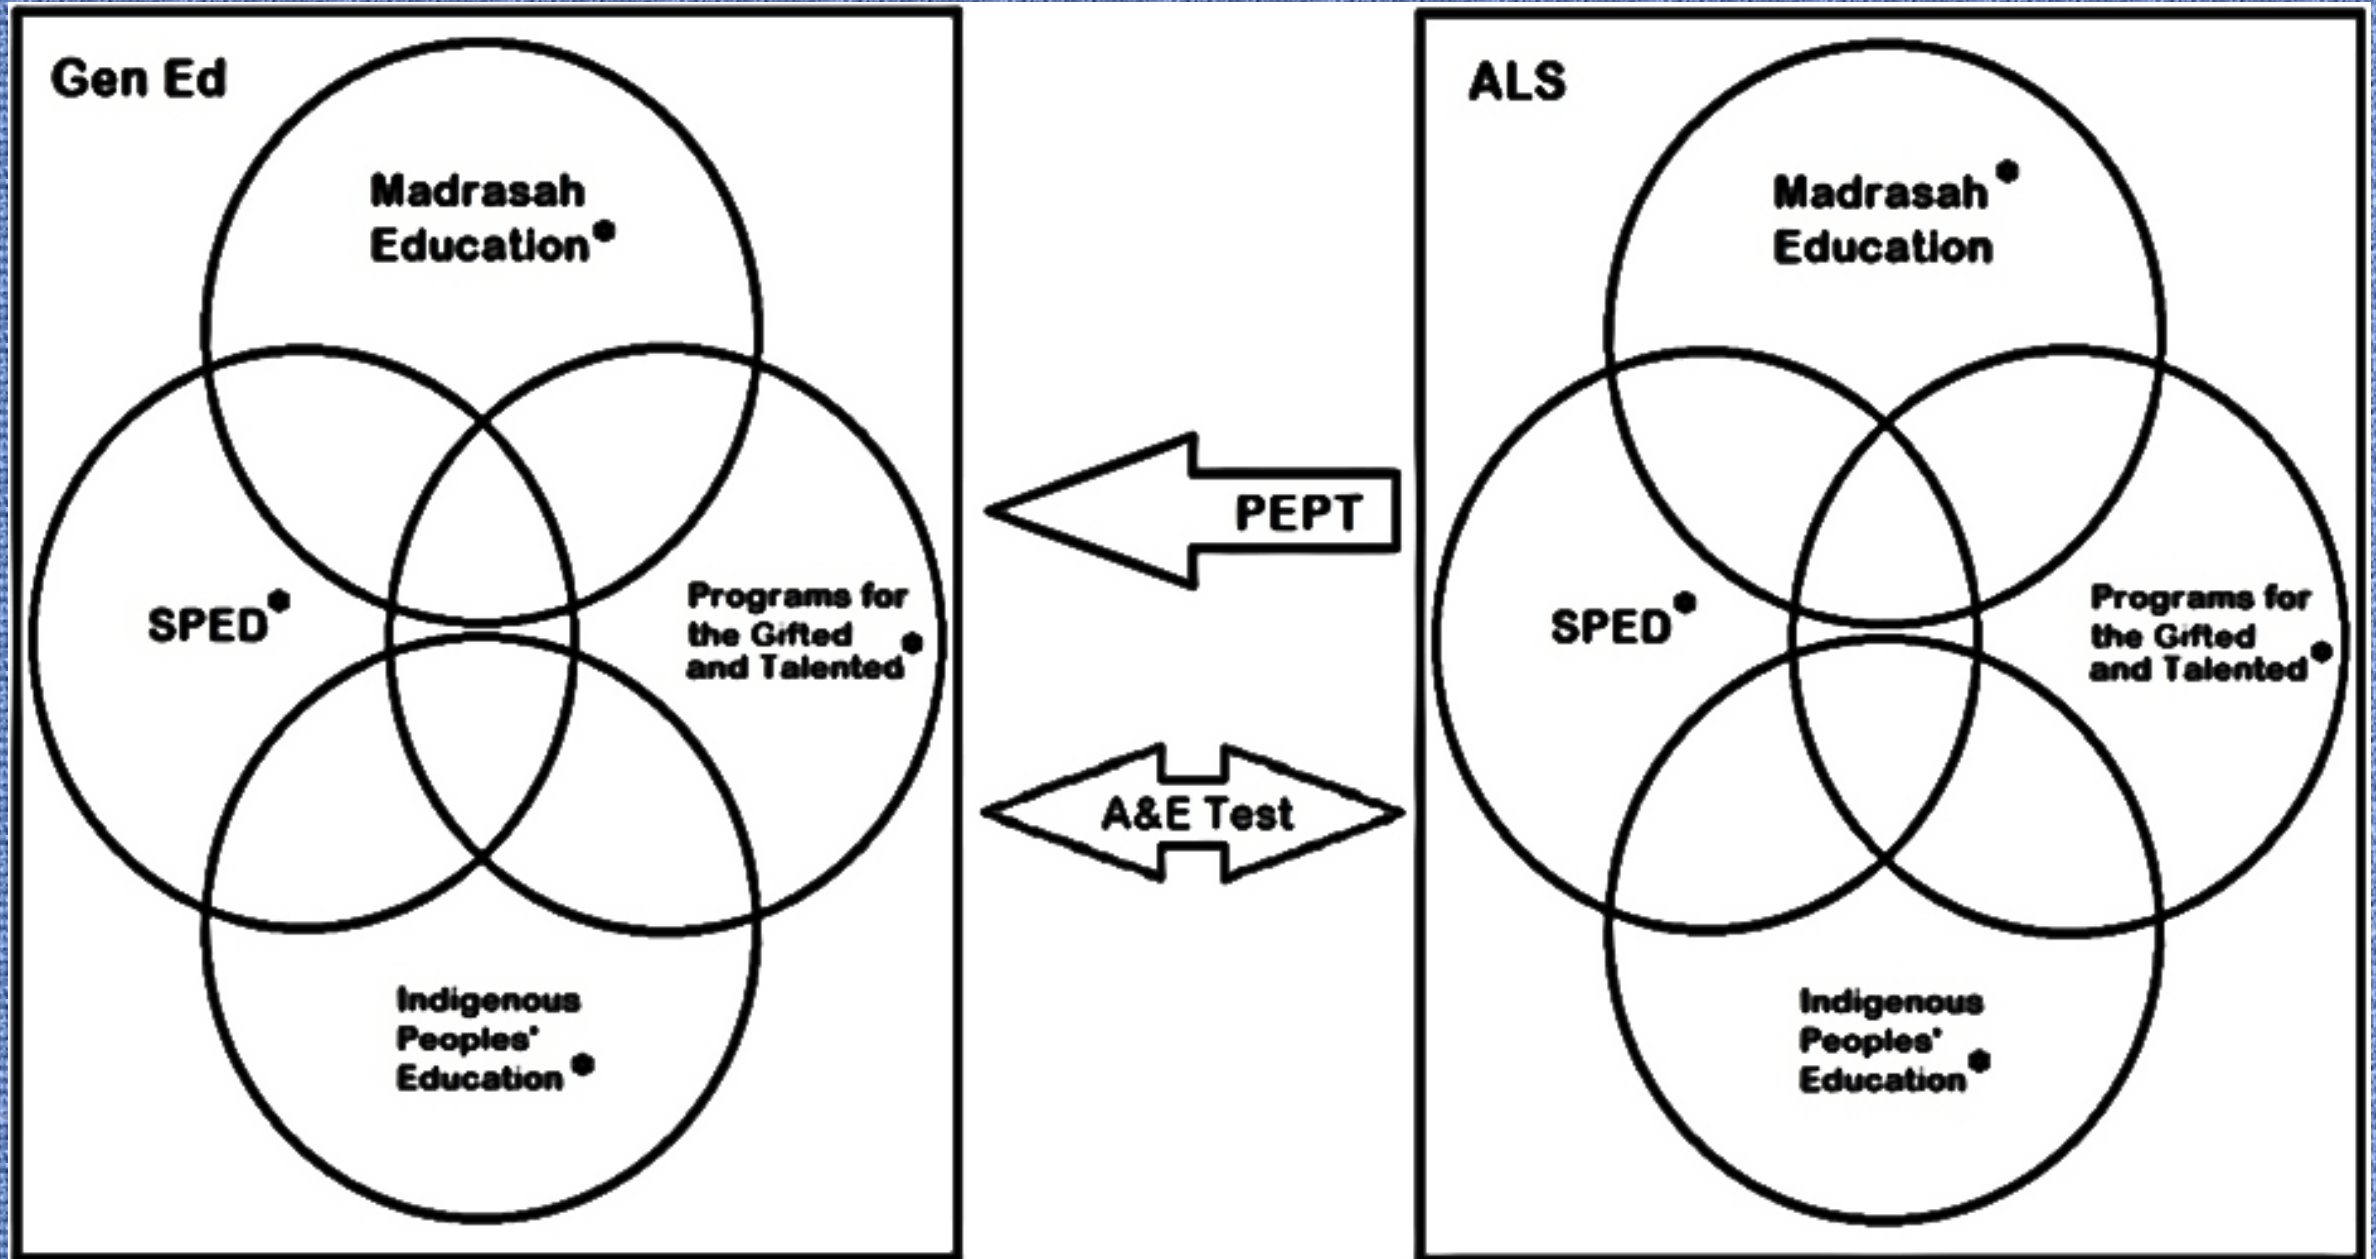 Gen Ed
Madrasah
Education
SPED
Programs for
the Gifted
and Talented
Indigenous
Peoples'
Education
PEPT
A&E Test
ALS
Madrasah
Education
SPED
Programs for
the Gifted
and Talented
Indigenous
Peoples'
Education